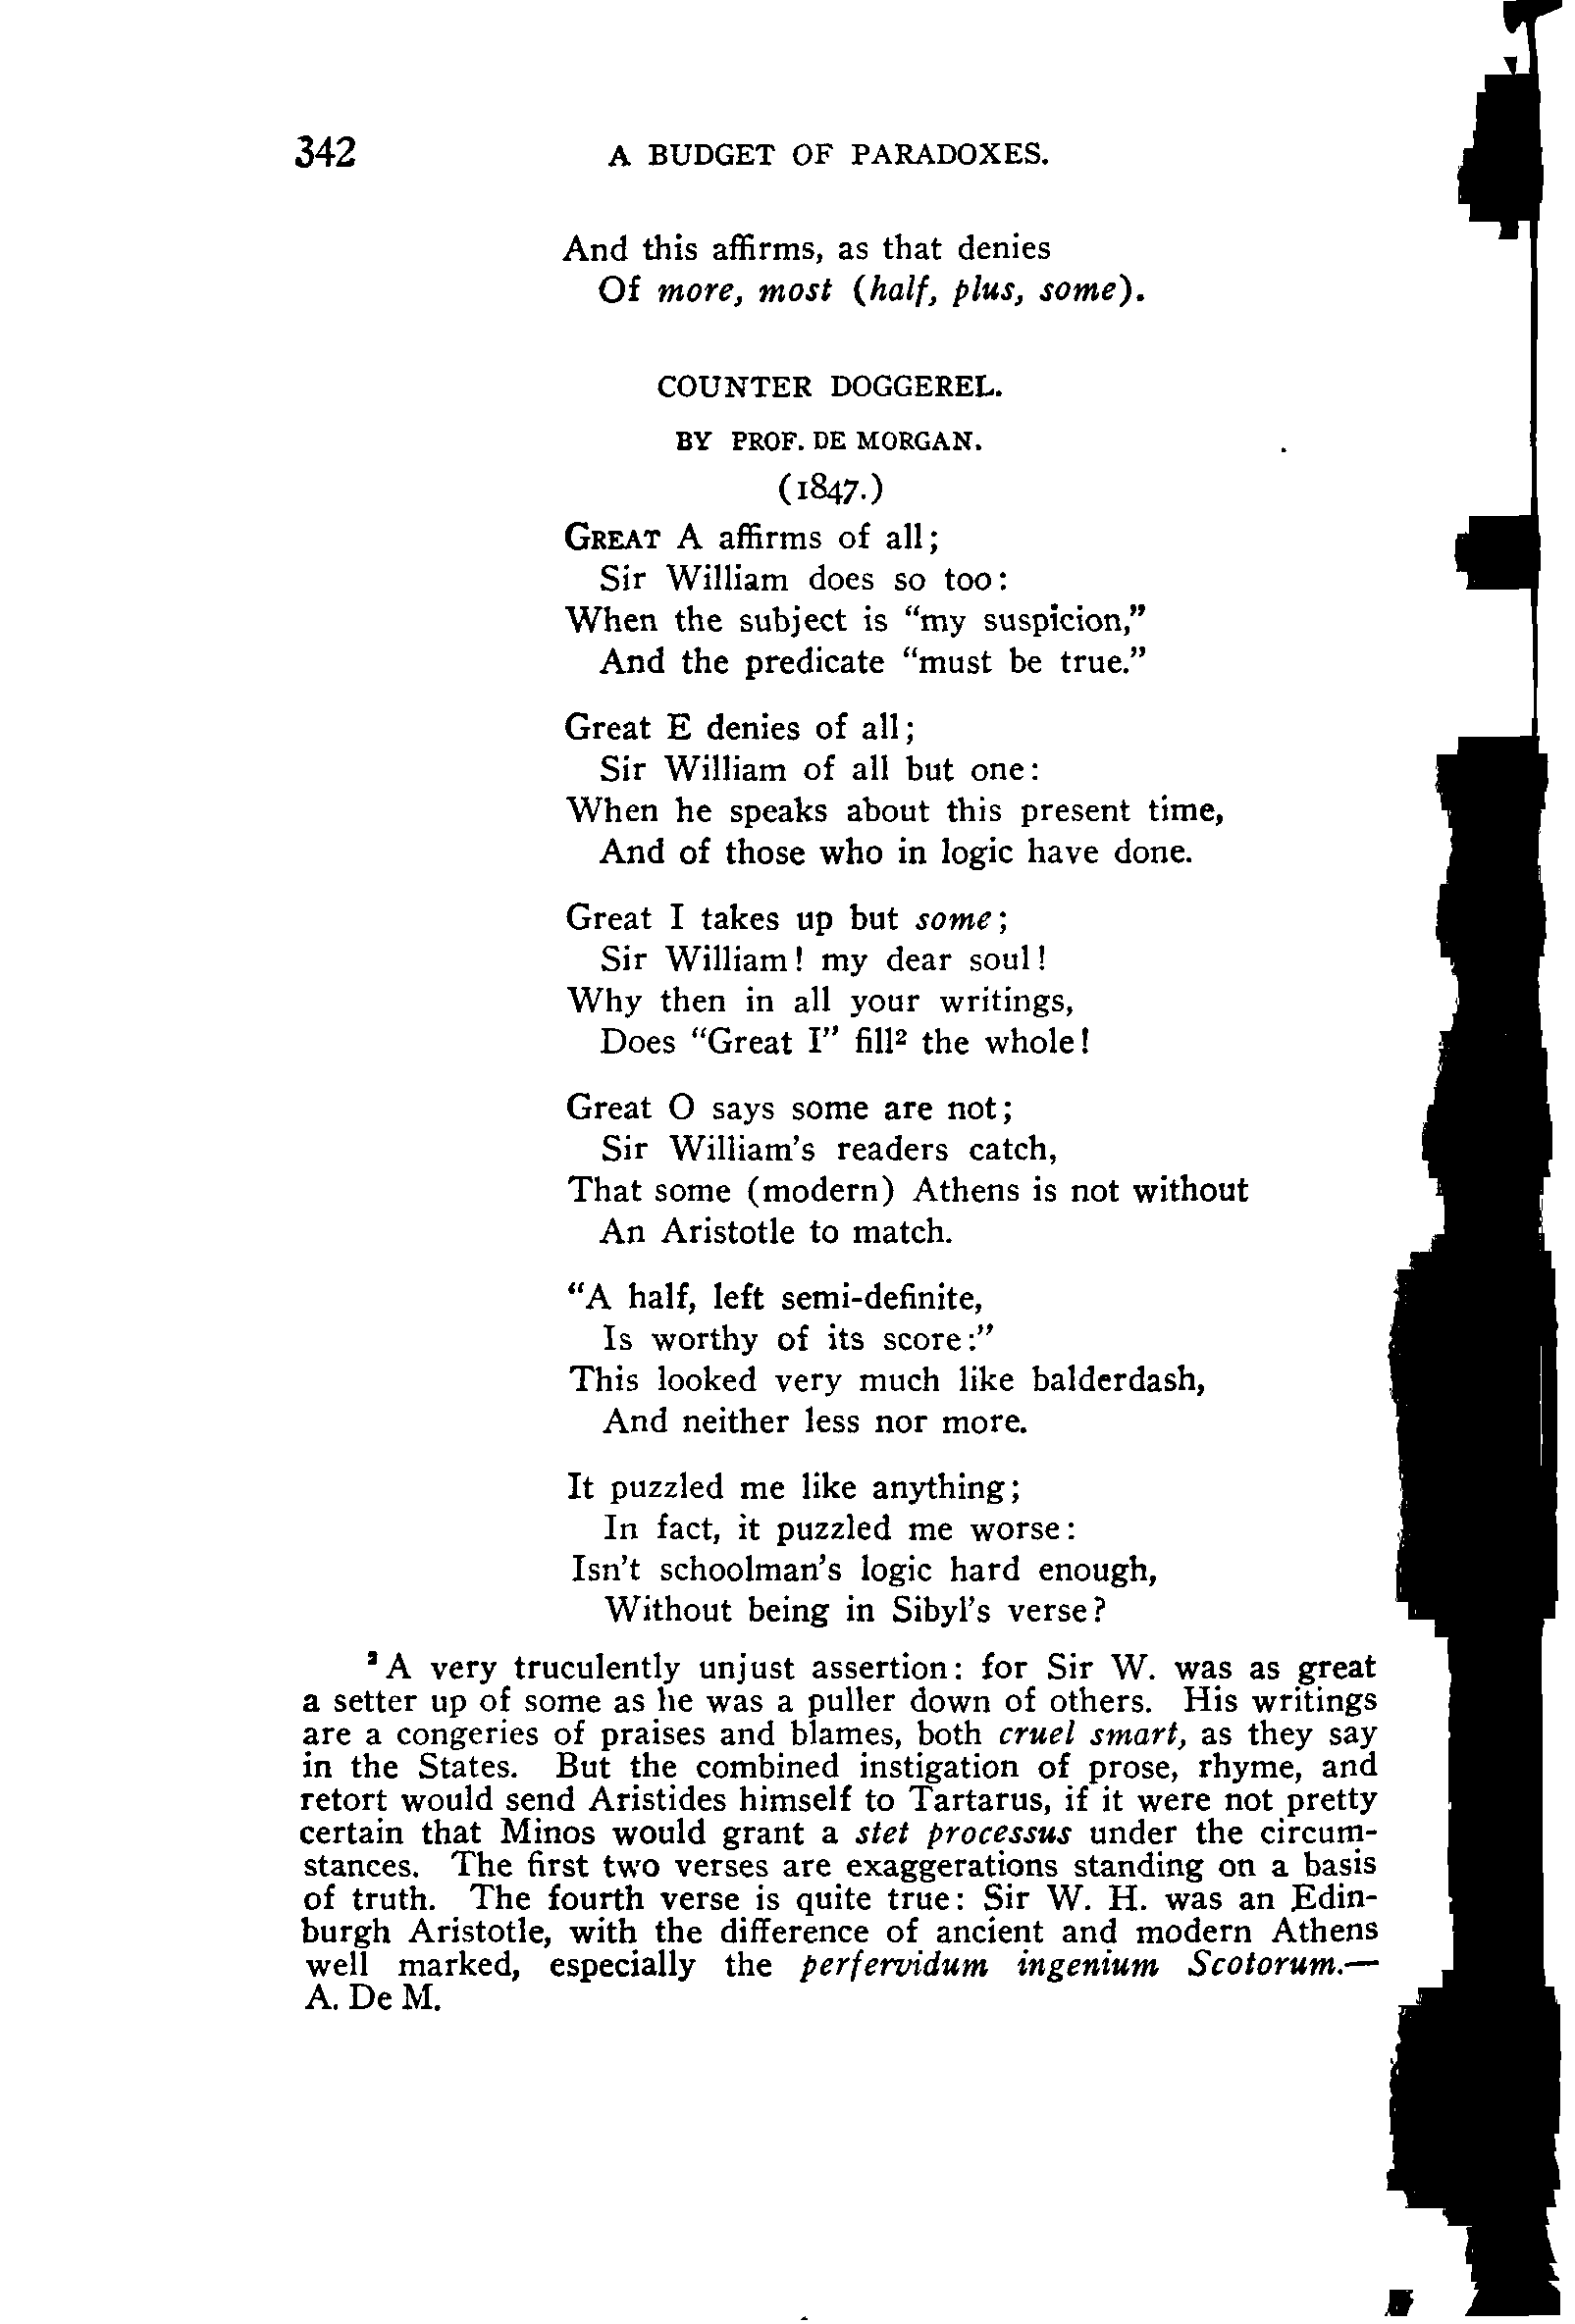 342 A BUDGET OF PARADOXES.
And this affirms, as that denies
Of more, most (half, plus, some).
COUNTER DOGGEREL.
BY PROF. DE MORGAN.
(1847.)
GREAT A affirms of all;
Sir William does so too:
When the subject is “my suspicion,”
And the predicate “must be true.”
Great E denies of all;
Sir William of all but one:
When he speaks about this present time,
And of those who in logic have done.
Great I takes up but some;
Sir William! my dear soul!
Why then in all your writings,
Does “Great I” fill² the whole!
Great O says some are not;
Sir William's readers catch,
That some (modern) Athens is not without
An Aristotle to match.
“A half, left semi-definite,
Is worthy of its score:”
This looked very much like balderdash,
And neither less nor more.
It puzzled me like anything;
In fact, it puzzled me worse:
Isn't schoolman's logic hard enough,
Without being in Sibyl's verse?
² A very truculently unjust assertion: for Sir W. was as great
a setter up of some as he was a puller down of others. His writings
are a congeries of praises and blames, both cruel smart, as they say
in the States. But the combined instigation of prose, rhyme, and
retort would send Aristides himself to Tartarus, if it were not pretty
certain that Minos would grant a stet processus under the circum-
stances. The first two verses are exaggerations standing on a basis
of truth. The fourth verse is quite true: Sir W. H. was an Edin-
burgh Aristotle, with the difference of ancient and modern Athens
well marked, especially the perfervidum ingenium Scotorum.—
A. De M.